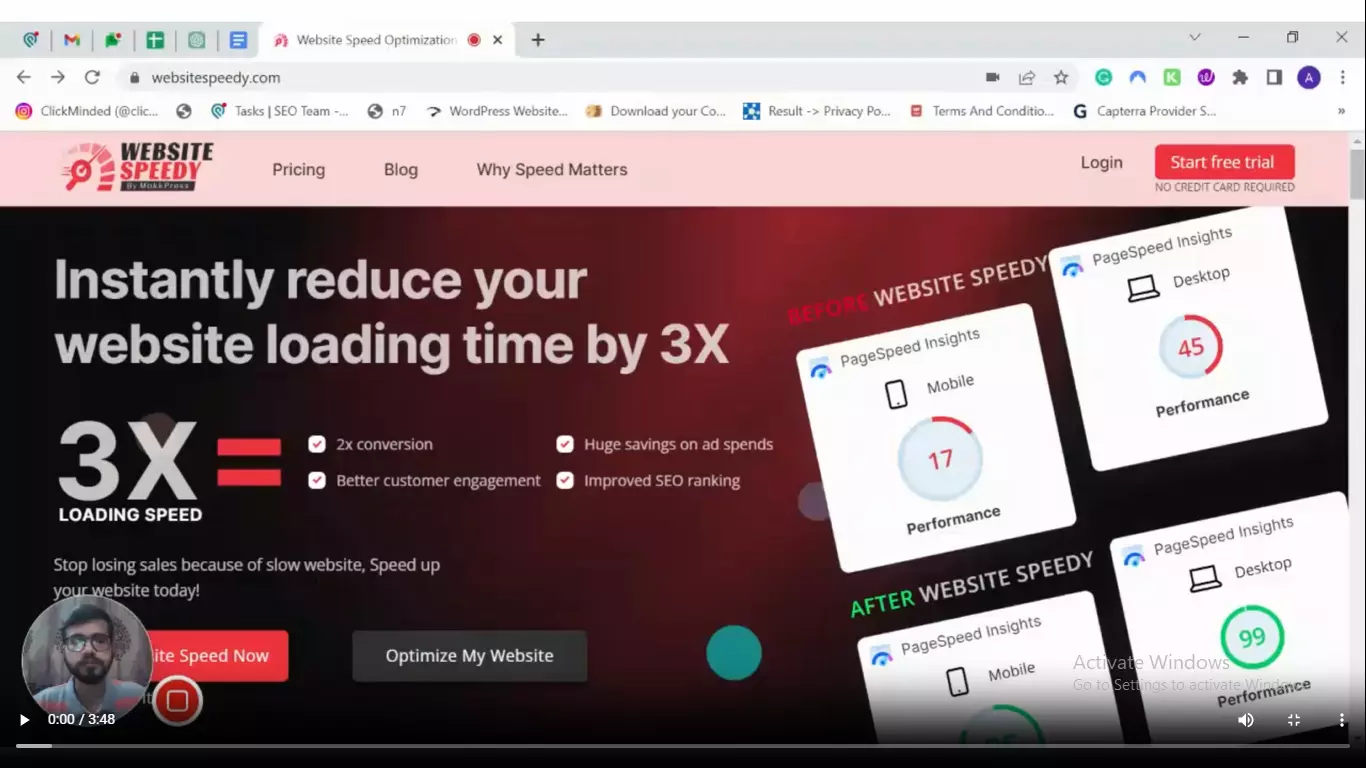 Website Speed Optimization
websitespeedy.com
ClickMinded (@clic...
Tasks | SEO Team -...
n7
WordPress Website...
Download your Co...
Result -> Privacy Po...
Terms And Conditio...
Capterra Provider S...
»
A
WEBSITE
SPEEDY
By MakkPress
Pricing
Blog
Why Speed Matters
Login
Start free trial
NO CREDIT CARD REQUIRED
Instantly reduce your
website loading time by 3X
3X
LOADING SPEED
2x conversion
Huge savings on ad spends
Better customer engagement
Improved SEO ranking
Stop losing sales because of slow website, Speed up
your website today!
ite Speed Now
Optimize My Website
BEFORE WEBSITE SPEEDY
PageSpeed Insights
Mobile
17
Performance
PageSpeed Insights
Desktop
45
Performance
AFTER WEBSITE SPEEDY
PageSpeed Insights
Mobile
PageSpeed Insights
Desktop
99
Performance
Activate Windows
Go to Settings to activate Windows.
0:00 / 3:48